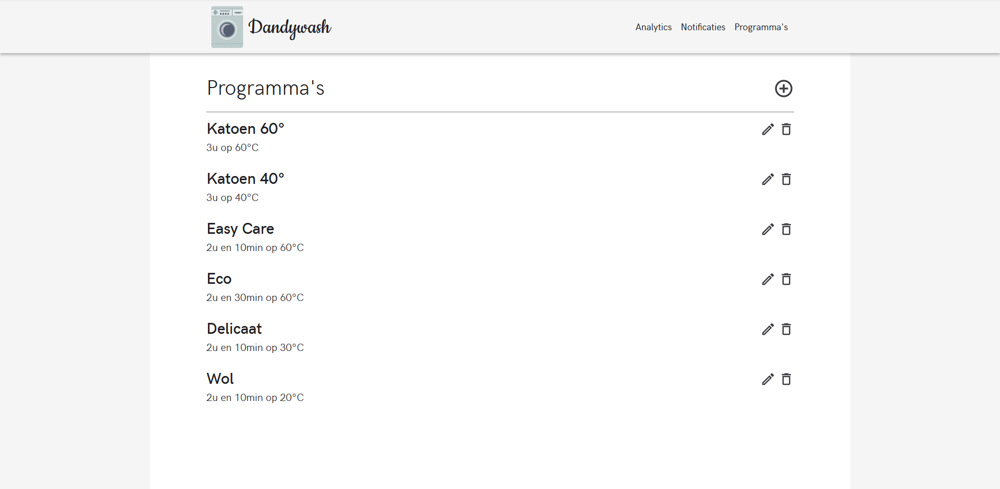 Dandywash
Analytics Notificaties Programma's
Programma's
Katoen 60°
3u op 60°C
Katoen 40°
3u op 40°C
Easy Care
2u en 10min op 60°C
Eco
2u en 30min op 60°C
Delicaat
2u en 10min op 30°C
Wol
2u en 10min op 20°C